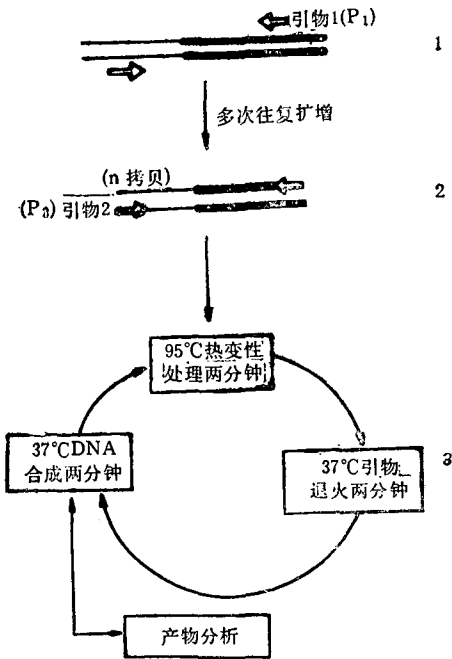 引物1(P₁)
1
多次往复扩增
(n 拷贝)
2
(P₃) 引物2
95℃热变性
处理两分钟
37℃DNA
合成两分钟
37℃引物
退火两分钟
3
产物分析